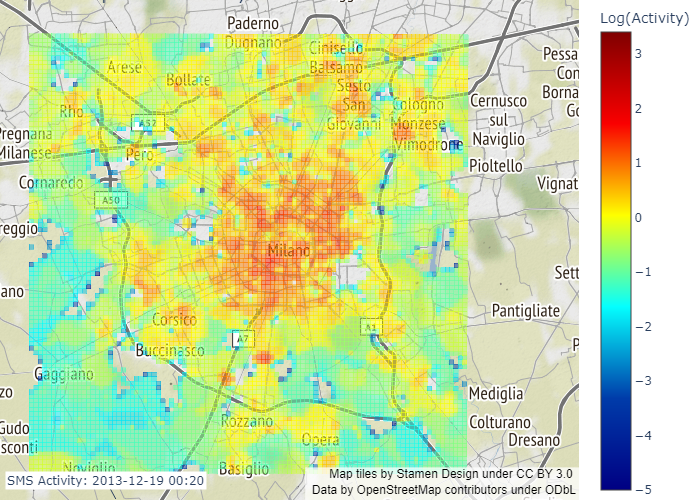 Log(Activity)
3
2
1
0
−1
−2
−3
−4
−5
Paderno
Dugnano
Cinisello
Balsamo
Arese
Bollate
Sesto
San
Giovanni
Cologno
Monzese
Cernusco
sul
Naviglio
Pessa
Con
Borna
Go
Rho
A52
Pregnana
Milanese
Pero
Vimodrone
Pioltello
Cornaredo
Vignat
A50
reggio
Milano
Sett
ano
Pantigliate
Corsico
A1
A7
P
Buccinasco
Gaggiano
zo
Mediglia
Rozzano
Colturano
Gudo
sconti
Opera
Dresano
Noviglio
Basiglio
SMS Activity: 2013-12-19 00:20
Map tiles by Stamen Design under CC BY 3.0
Data by OpenStreetMap contributors under ODbL